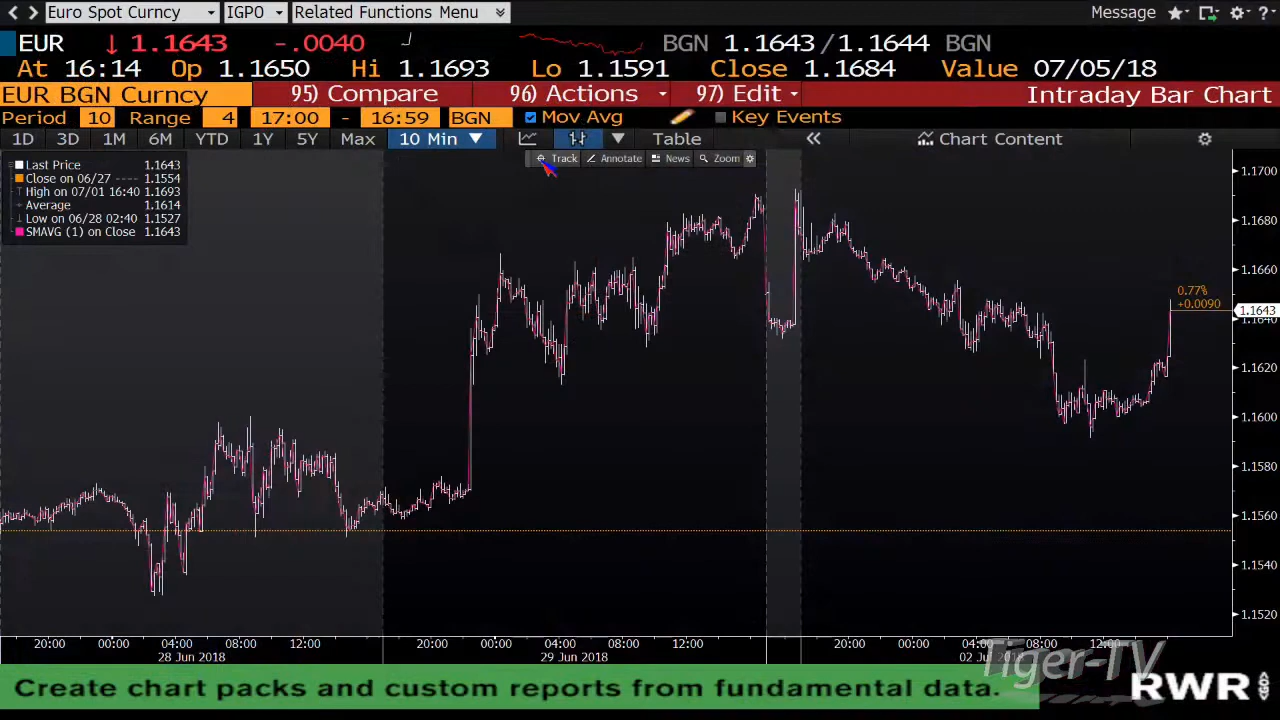 Euro Spot Curncy IGPO Related Functions Menu Message
EUR 1.1643 -.0040 BGN 1.1643/1.1644 BGN
At 16:14 Op 1.1650 Hi 1.1693 Lo 1.1591 Close 1.1684 Value 07/05/18
EUR BGN Curncy 95) Compare 96) Actions 97) Edit Intraday Bar Chart
Period 10 Range 4 17:00 - 16:59 BGN Mov Avg Key Events
1D 3D 1M 6M YTD 1Y 5Y Max 10 Min Table Chart Content
Track Annotate News Zoom
Last Price 1.1643
Close on 06/27 ---- 1.1554
High on 07/01 16:40 1.1693
Average 1.1614
Low on 06/28 02:40 1.1527
SMAVG (1) on Close 1.1643
1.1700
1.1680
1.1660
0.77%
+0.0090
1.1643
1.1640
1.1620
1.1600
1.1580
1.1560
1.1540
1.1520
20:00 00:00 04:00 08:00 12:00 20:00 00:00 04:00 08:00 12:00 20:00 00:00 04:00 08:00 12:00
28 Jun 2018 29 Jun 2018 02 Jul 2018
Tiger-TV
Create chart packs and custom reports from fundamental data.
RWR